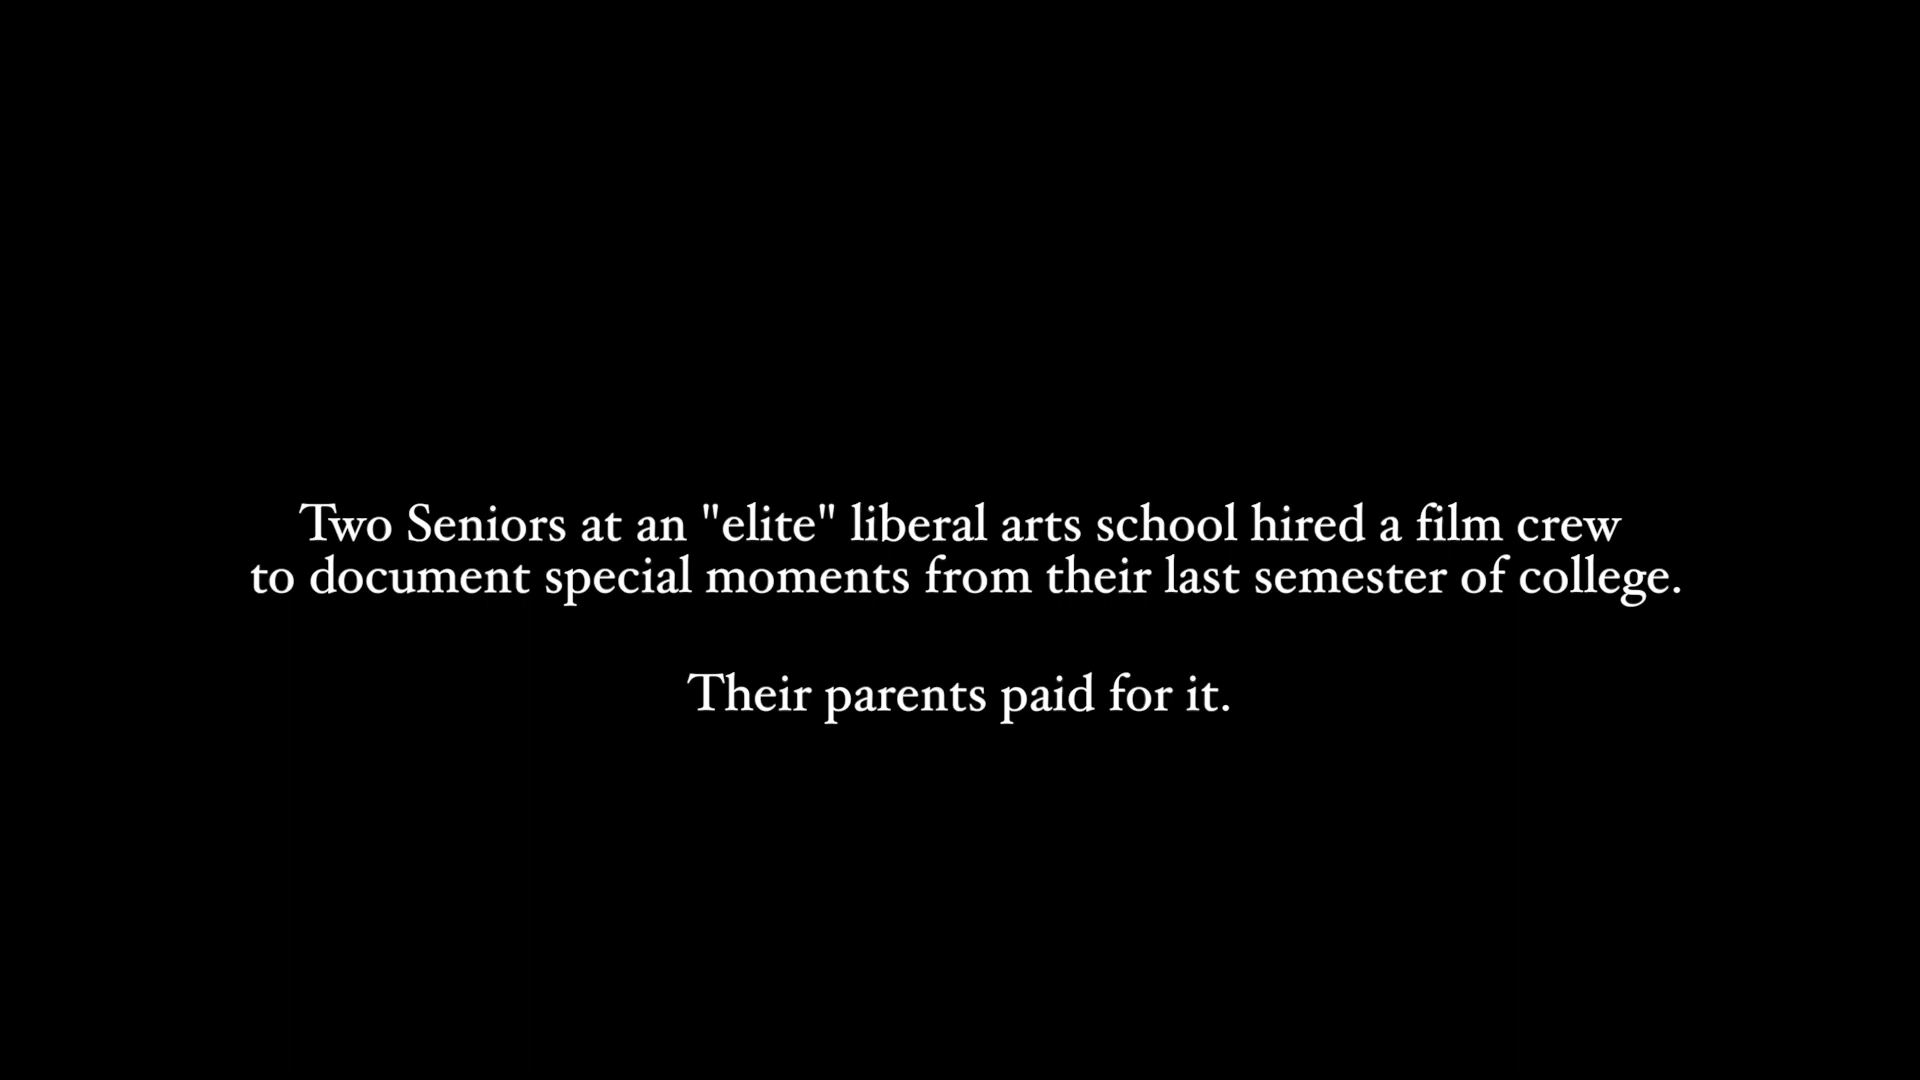 Two Seniors at an "elite" liberal arts school hired a film crew
to document special moments from their last semester of college.
Their parents paid for it.